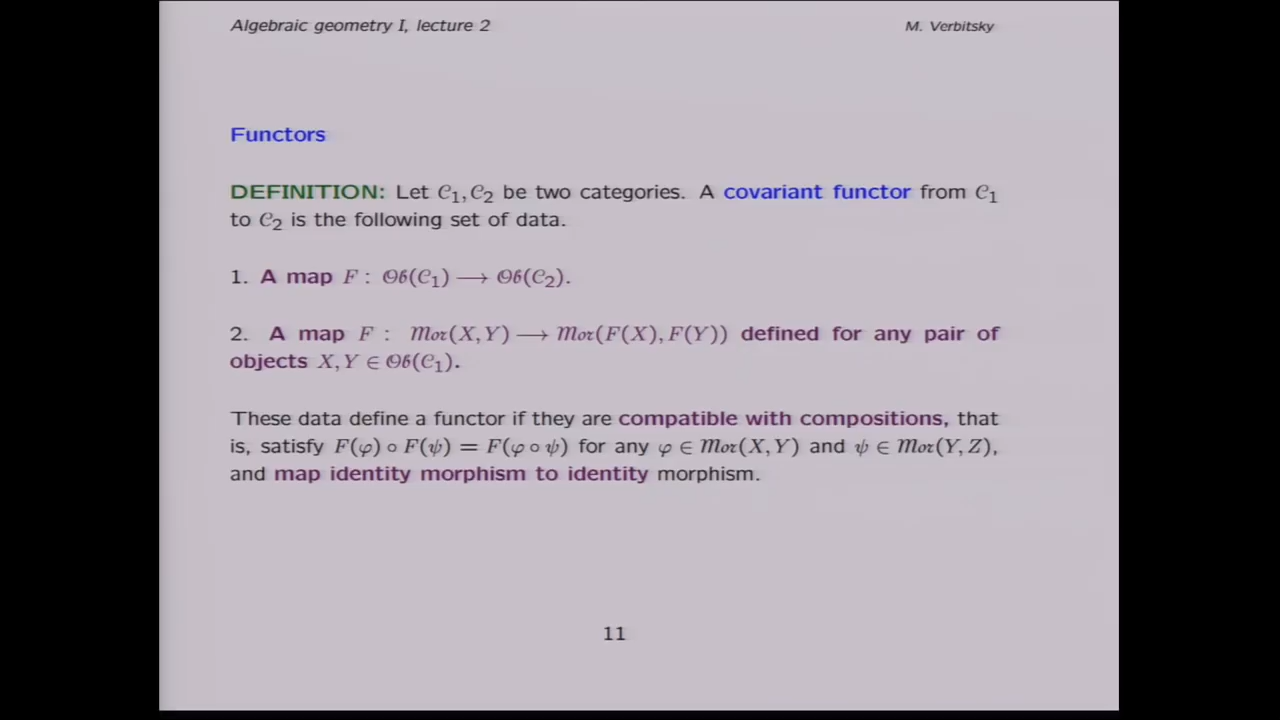 Algebraic geometry I, lecture 2 M. Verbitsky
Functors
DEFINITION: Let 𝒞₁, 𝒞₂ be two categories. A covariant functor from 𝒞₁
to 𝒞₂ is the following set of data.
1. A map F : 𝒪𝒷(𝒞₁) ⟶ 𝒪𝒷(𝒞₂).
2. A map F : ℳℴ𝓇(X, Y) ⟶ ℳℴ𝓇(F(X), F(Y)) defined for any pair of
objects X, Y ∈ 𝒪𝒷(𝒞₁).
These data define a functor if they are compatible with compositions, that
is, satisfy F(φ) ∘ F(ψ) = F(φ ∘ ψ) for any φ ∈ ℳℴ𝓇(X, Y) and ψ ∈ ℳℴ𝓇(Y, Z),
and map identity morphism to identity morphism.
11